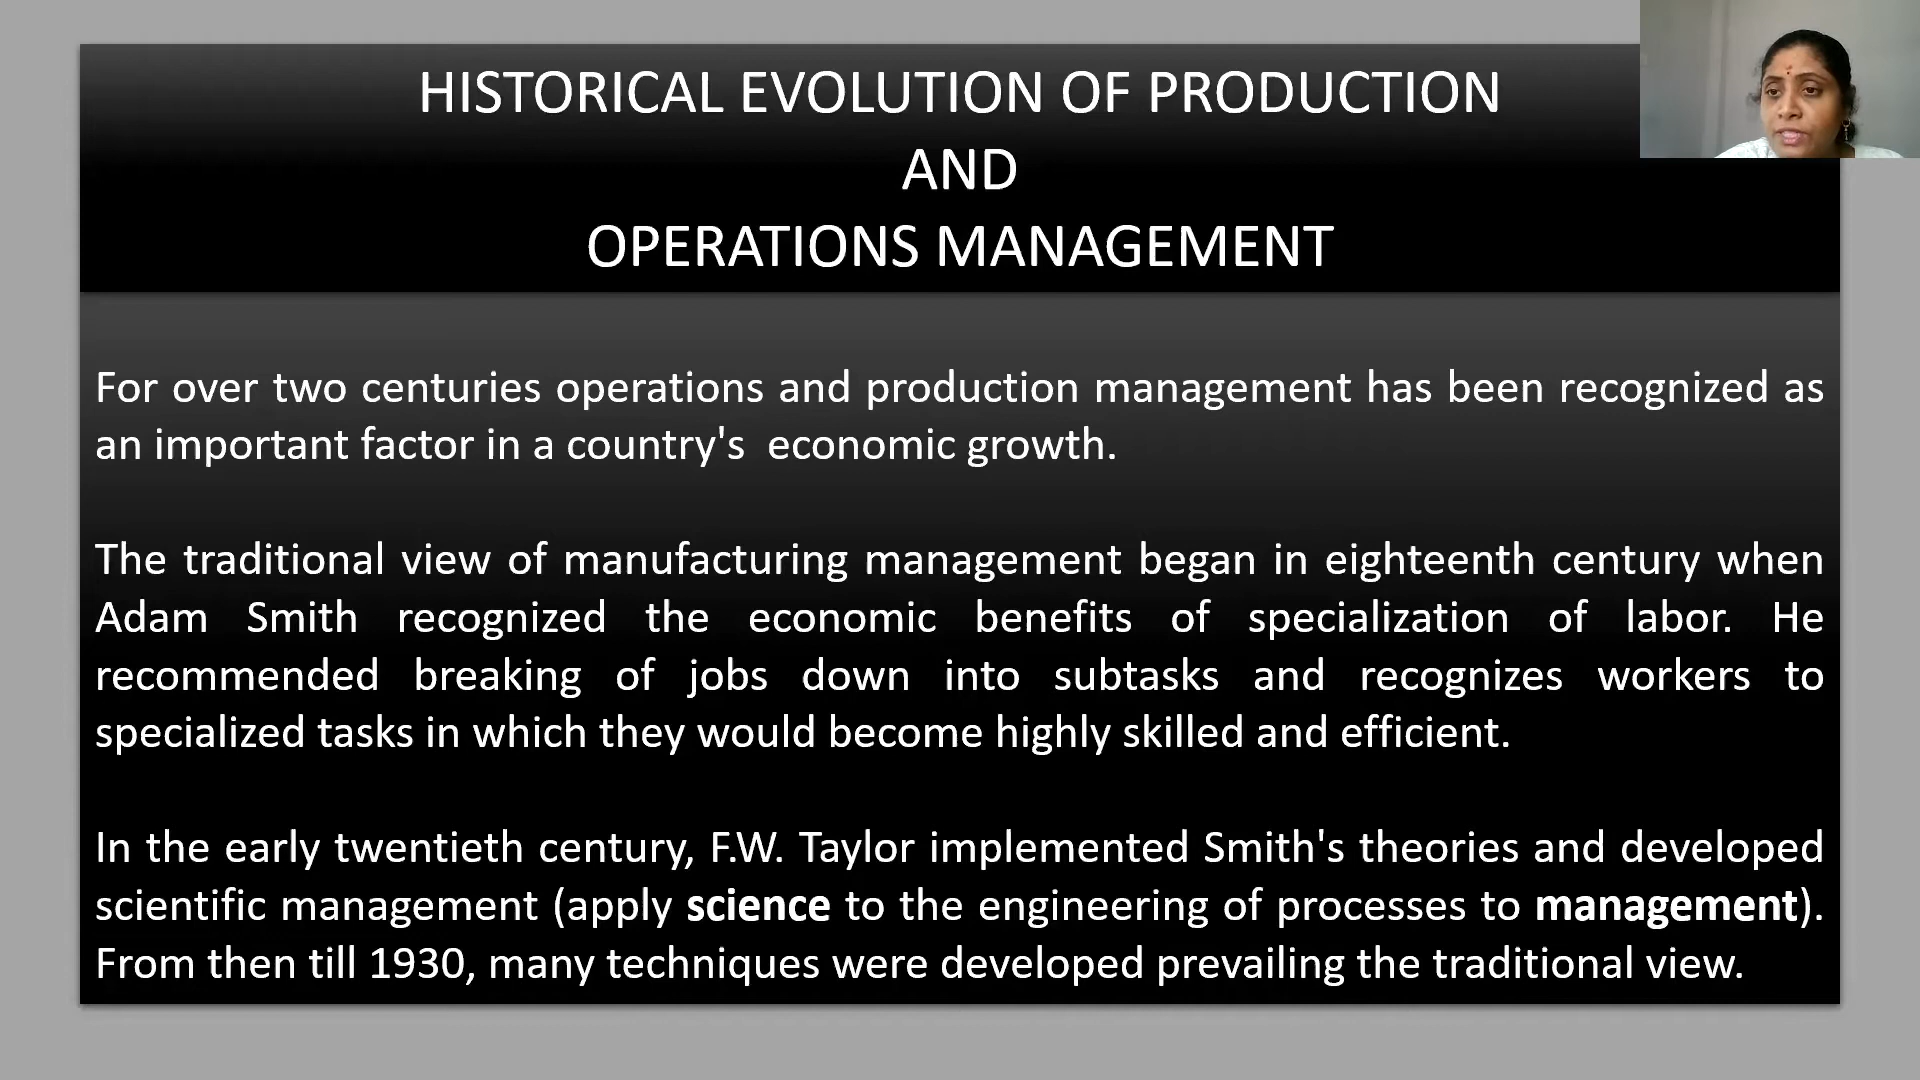 HISTORICAL EVOLUTION OF PRODUCTION
AND
OPERATIONS MANAGEMENT
For over two centuries operations and production management has been recognized as
an important factor in a country's  economic growth.
The traditional view of manufacturing management began in eighteenth century when
Adam Smith recognized the economic benefits of specialization of labor. He
recommended breaking of jobs down into subtasks and recognizes workers to
specialized tasks in which they would become highly skilled and efficient.
In the early twentieth century, F.W. Taylor implemented Smith's theories and developed
scientific management (apply science to the engineering of processes to management).
From then till 1930, many techniques were developed prevailing the traditional view.